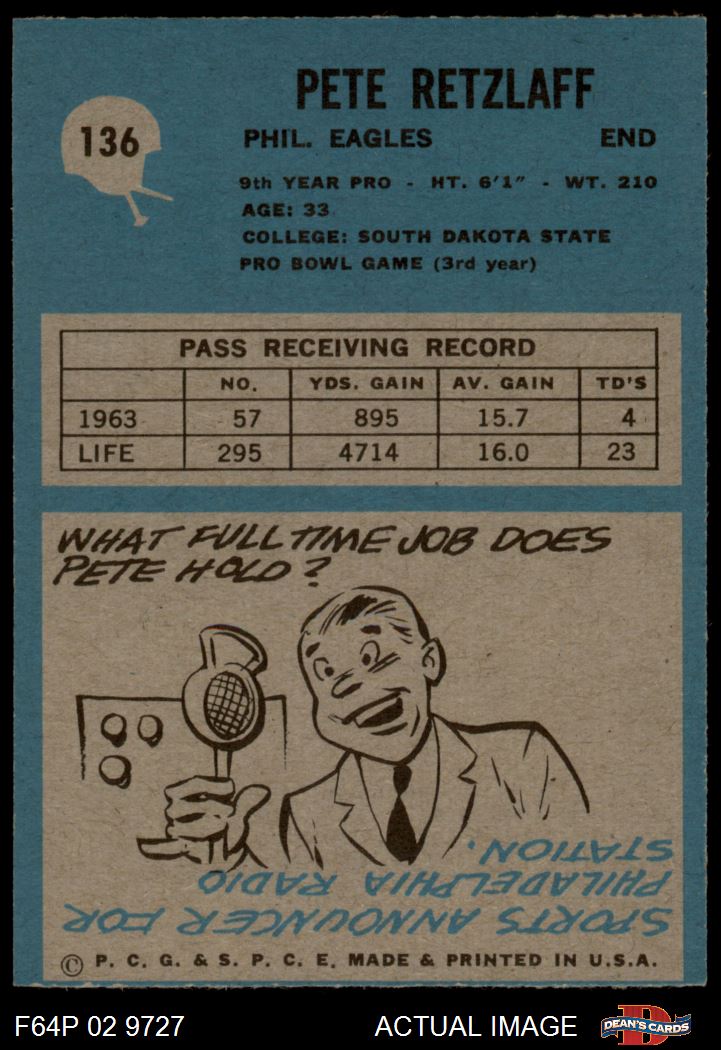 PETE RETZLAFF
136
PHIL. EAGLES END
9th YEAR PRO - HT. 6'1" - WT. 210
AGE: 33
COLLEGE: SOUTH DAKOTA STATE
PRO BOWL GAME (3rd year)
PASS RECEIVING RECORD
NO. YDS. GAIN AV. GAIN TD'S
1963 57 895 15.7 4
LIFE 295 4714 16.0 23
WHAT FULL TIME JOB DOES
PETE HOLD?
SPORTS ANNOUNCER FOR
PHILADELPHIA RADIO
STATION.
© P. C. G. & S. P. C. E. MADE & PRINTED IN U.S.A.
F64P 02 9727 ACTUAL IMAGE D DEAN'S CARDS